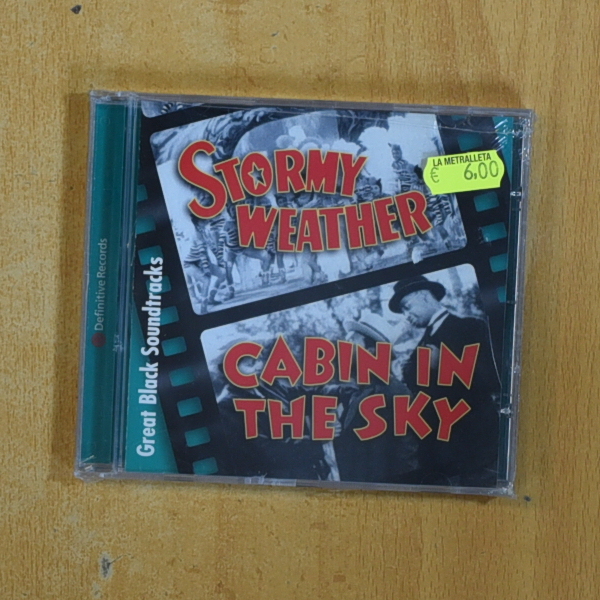 STORMY
WEATHER
LA METRALLETA
€ 6,00
CABIN IN
THE SKY
Great Black Soundtracks
Definitive Records